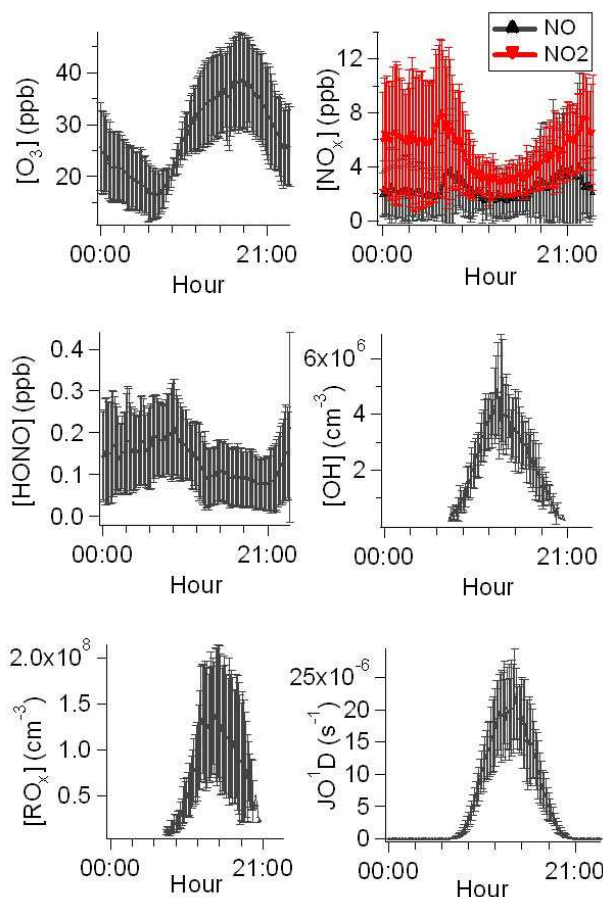 [O3] (ppb)
40
30
20
00:00
21:00
Hour
NO
NO2
[NOx] (ppb)
12
8
4
0
00:00
21:00
Hour
[HONO] (ppb)
0.4
0.3
0.2
0.1
0.0
00:00
21:00
Hour
[OH] (cm-3)
6x10^6
4
2
00:00
21:00
Hour
[ROx] (cm-3)
2.0x10^8
1.5
1.0
0.5
00:00
21:00
Hour
JO1D (s-1)
25x10^-6
20
15
10
5
0
00:00
21:00
Hour